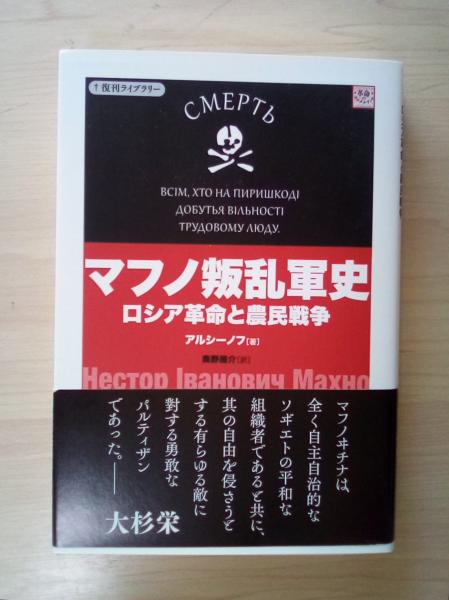 †復刊ライブラリー
革命
СМЕРТЬ
ВСІМ, ХТО НА ПИРИШКОДІ
ДОБУТЬЯ ВІЛЬНОСТІ
ТРУДОВОМУ ЛЮДУ.
マフノ叛乱軍史
ロシア革命と農民戦争
アルシーノフ[著]
奥野路介[訳]
Нестор Іванович Махно
マフノヰチナは、
全く自主自治的な
ソヸエトの平和な
組織者であると共に、
其の自由を侵さうと
する有らゆる敵に
對する勇敢な
パルティザン
であった。――
大杉栄